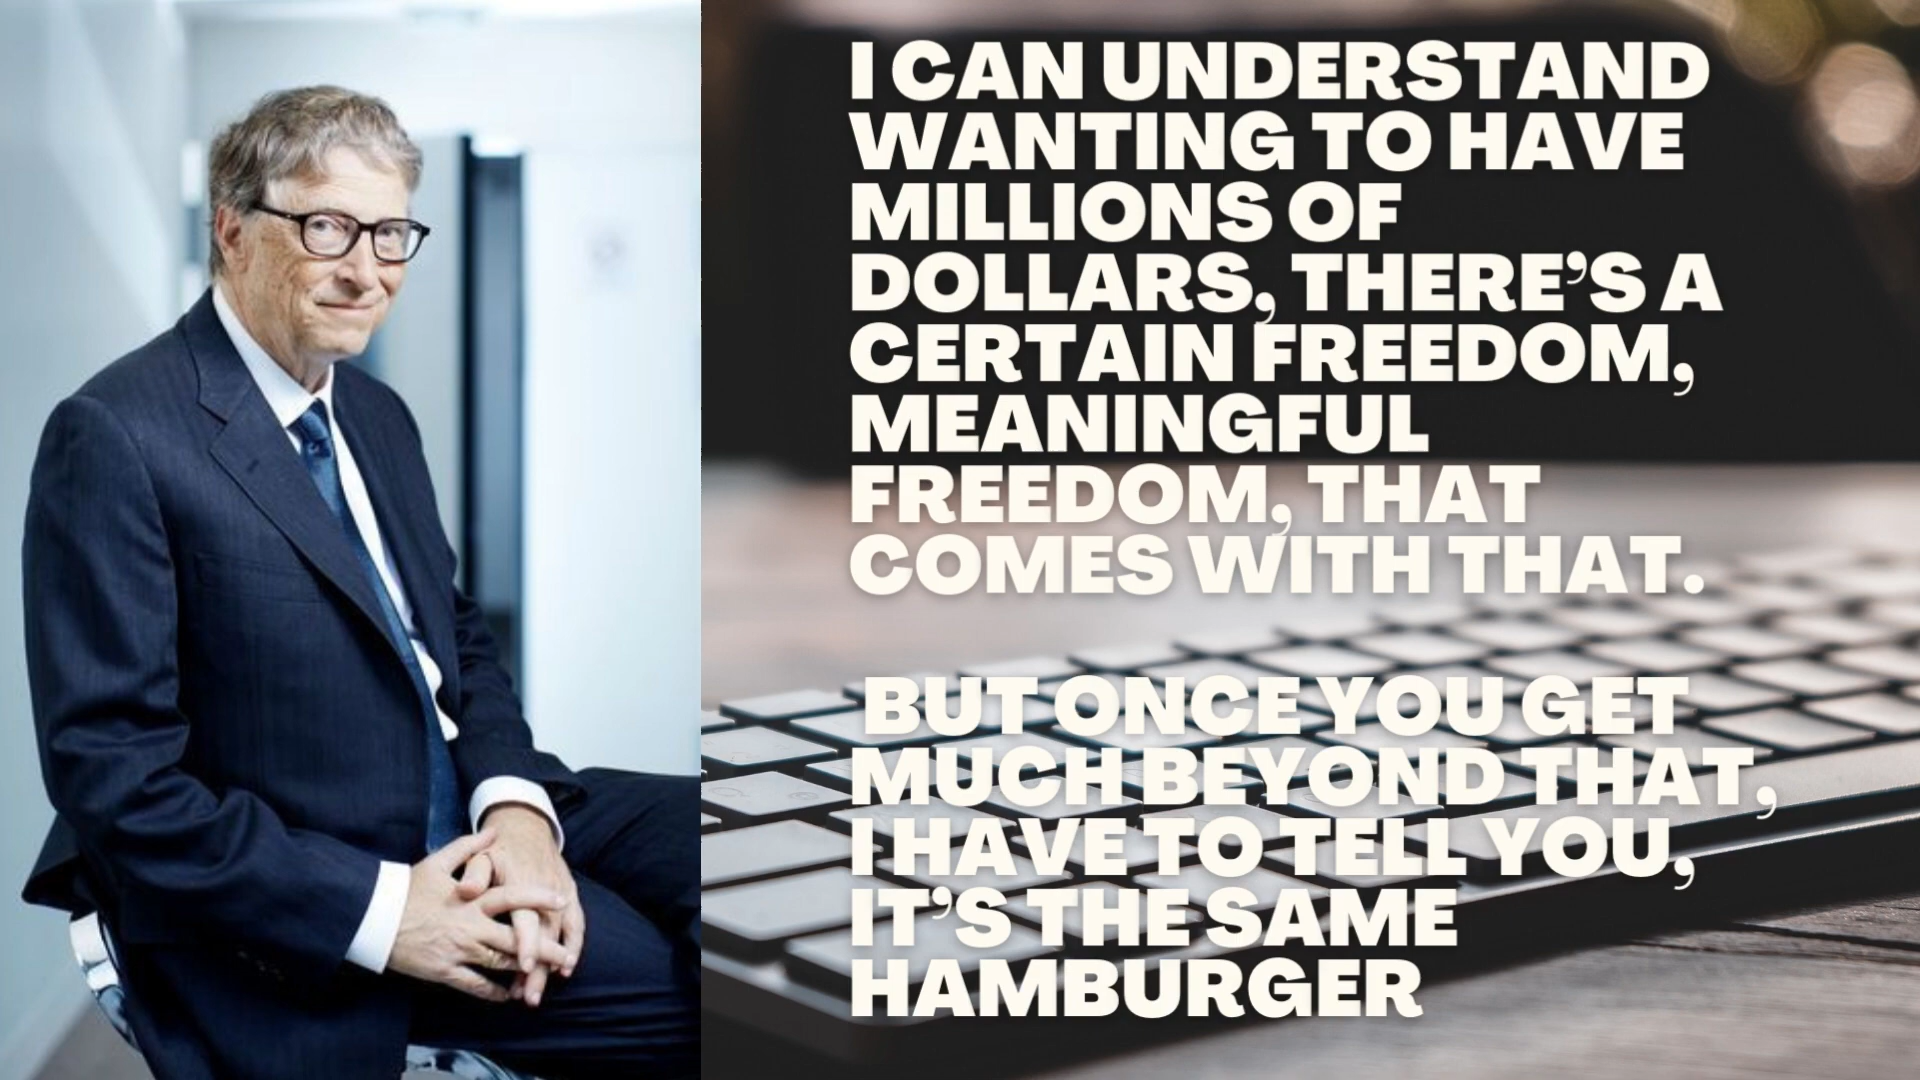 I CAN UNDERSTAND
WANTING TO HAVE
MILLIONS OF
DOLLARS, THERE’S A
CERTAIN FREEDOM,
MEANINGFUL
FREEDOM, THAT
COMES WITH THAT.
BUT ONCE YOU GET
MUCH BEYOND THAT,
I HAVE TO TELL YOU,
IT’S THE SAME
HAMBURGER